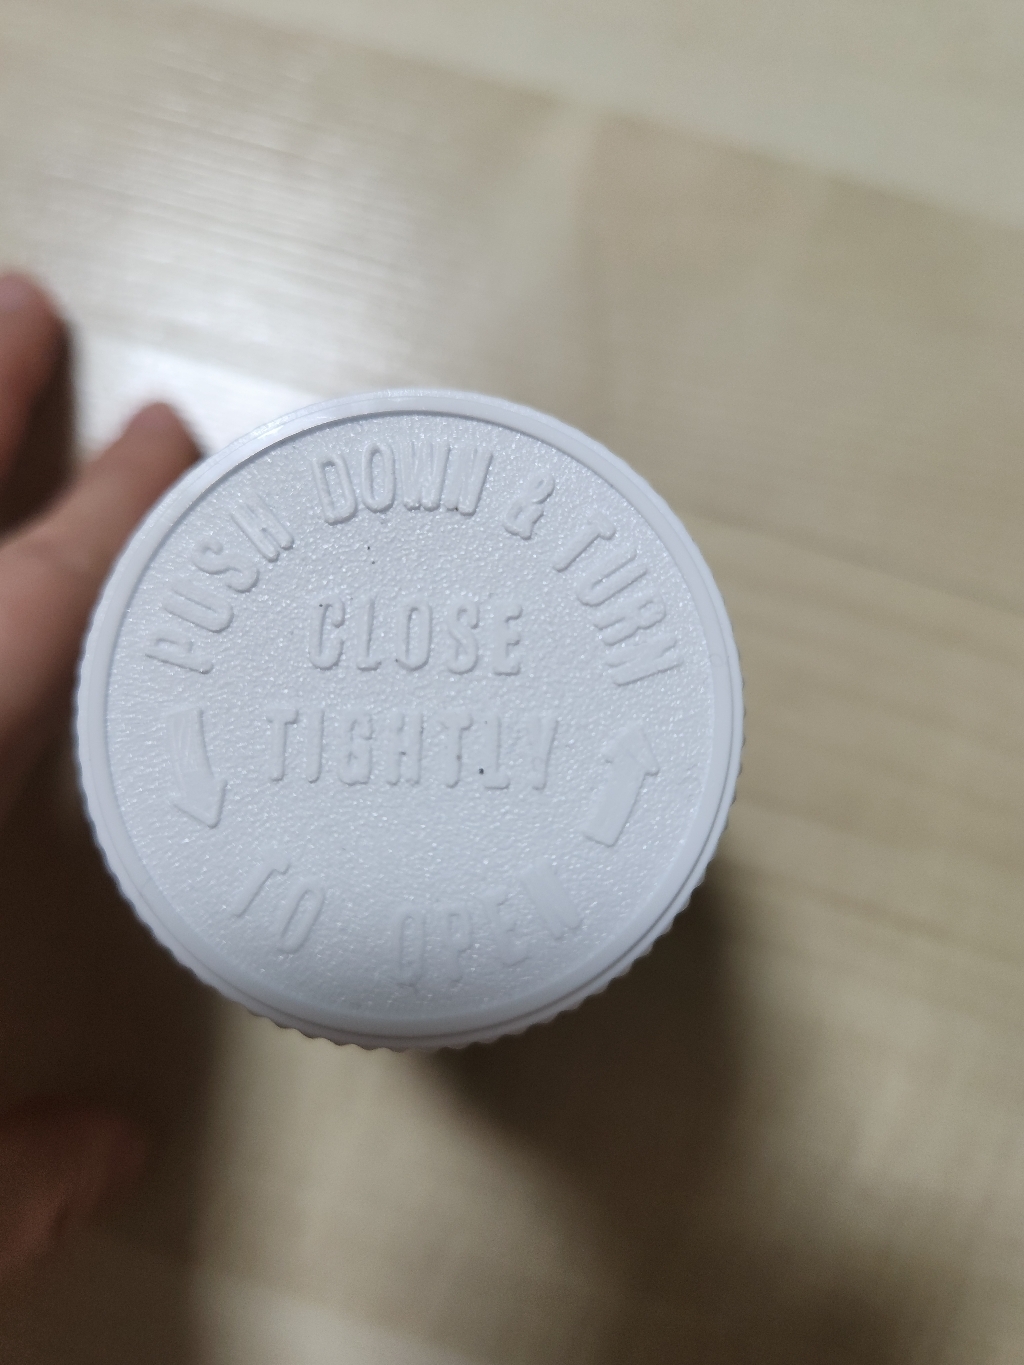 PUSH DOWN & TURN
CLOSE
TIGHTLY
TO OPEN